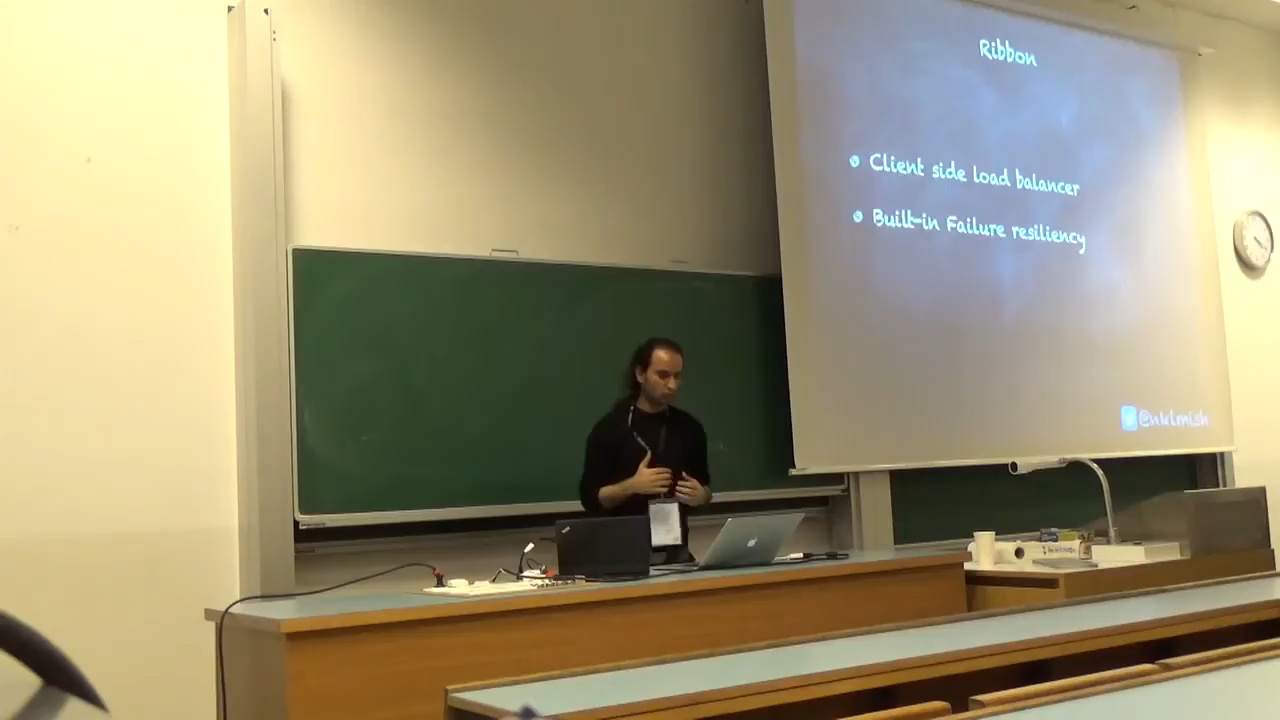 Ribbon
Client side load balancer
Built-in Failure resiliency
@nklmish